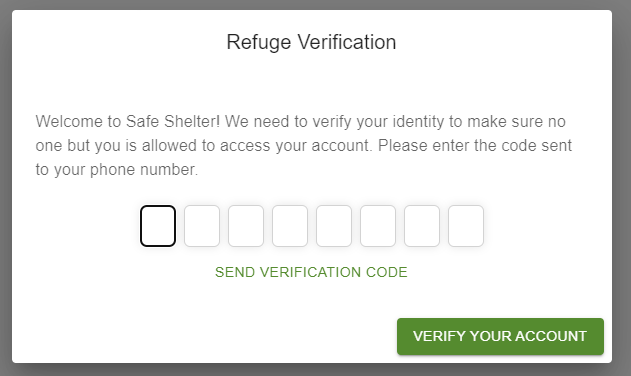 Refuge Verification
Welcome to Safe Shelter! We need to verify your identity to make sure no
one but you is allowed to access your account. Please enter the code sent
to your phone number.
SEND VERIFICATION CODE
VERIFY YOUR ACCOUNT